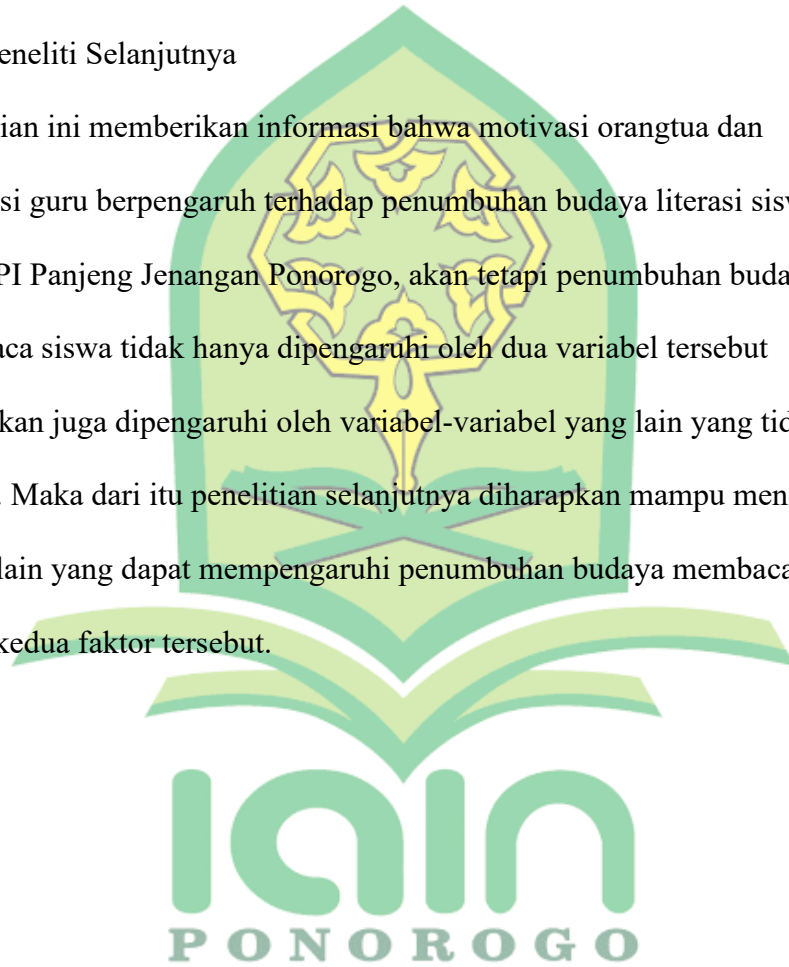 eneliti Selanjutnya
ian ini memberikan informasi bahwa motivasi orangtua dan
si guru berpengaruh terhadap penumbuhan budaya literasi sisw
PI Panjeng Jenangan Ponorogo, akan tetapi penumbuhan buda
aca siswa tidak hanya dipengaruhi oleh dua variabel tersebut
kan juga dipengaruhi oleh variabel-variabel yang lain yang tid
. Maka dari itu penelitian selanjutnya diharapkan mampu men
lain yang dapat mempengaruhi penumbuhan budaya membaca
kedua faktor tersebut.
iain
PONOROGO